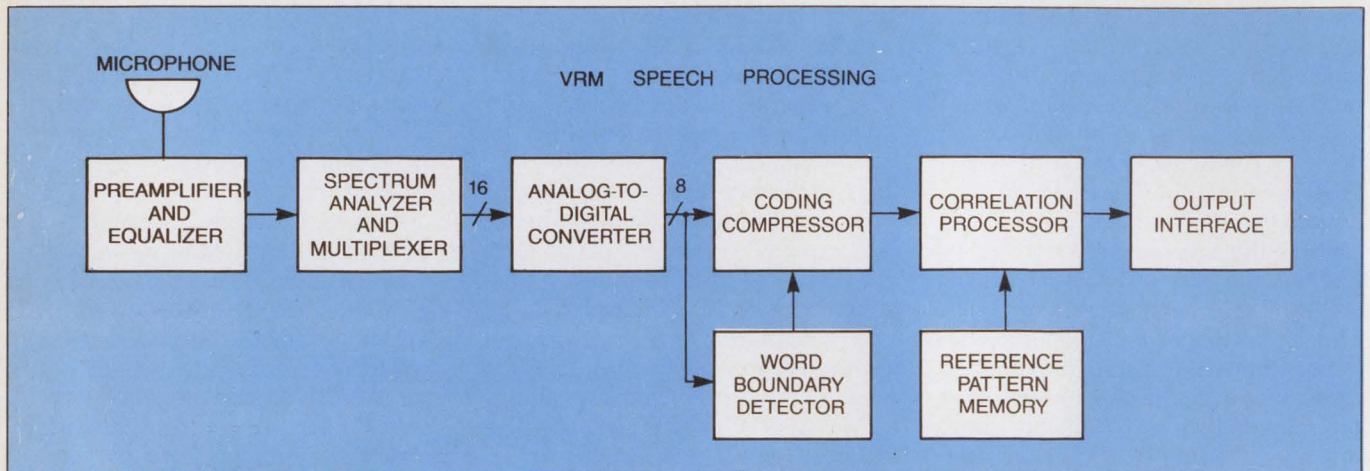 MICROPHONE
VRM SPEECH PROCESSING
PREAMPLIFIER
AND
EQUALIZER
SPECTRUM
ANALYZER
AND
MULTIPLEXER
16
ANALOG-TO-
DIGITAL
CONVERTER
8
CODING
COMPRESSOR
CORRELATION
PROCESSOR
OUTPUT
INTERFACE
WORD
BOUNDARY
DETECTOR
REFERENCE
PATTERN
MEMORY